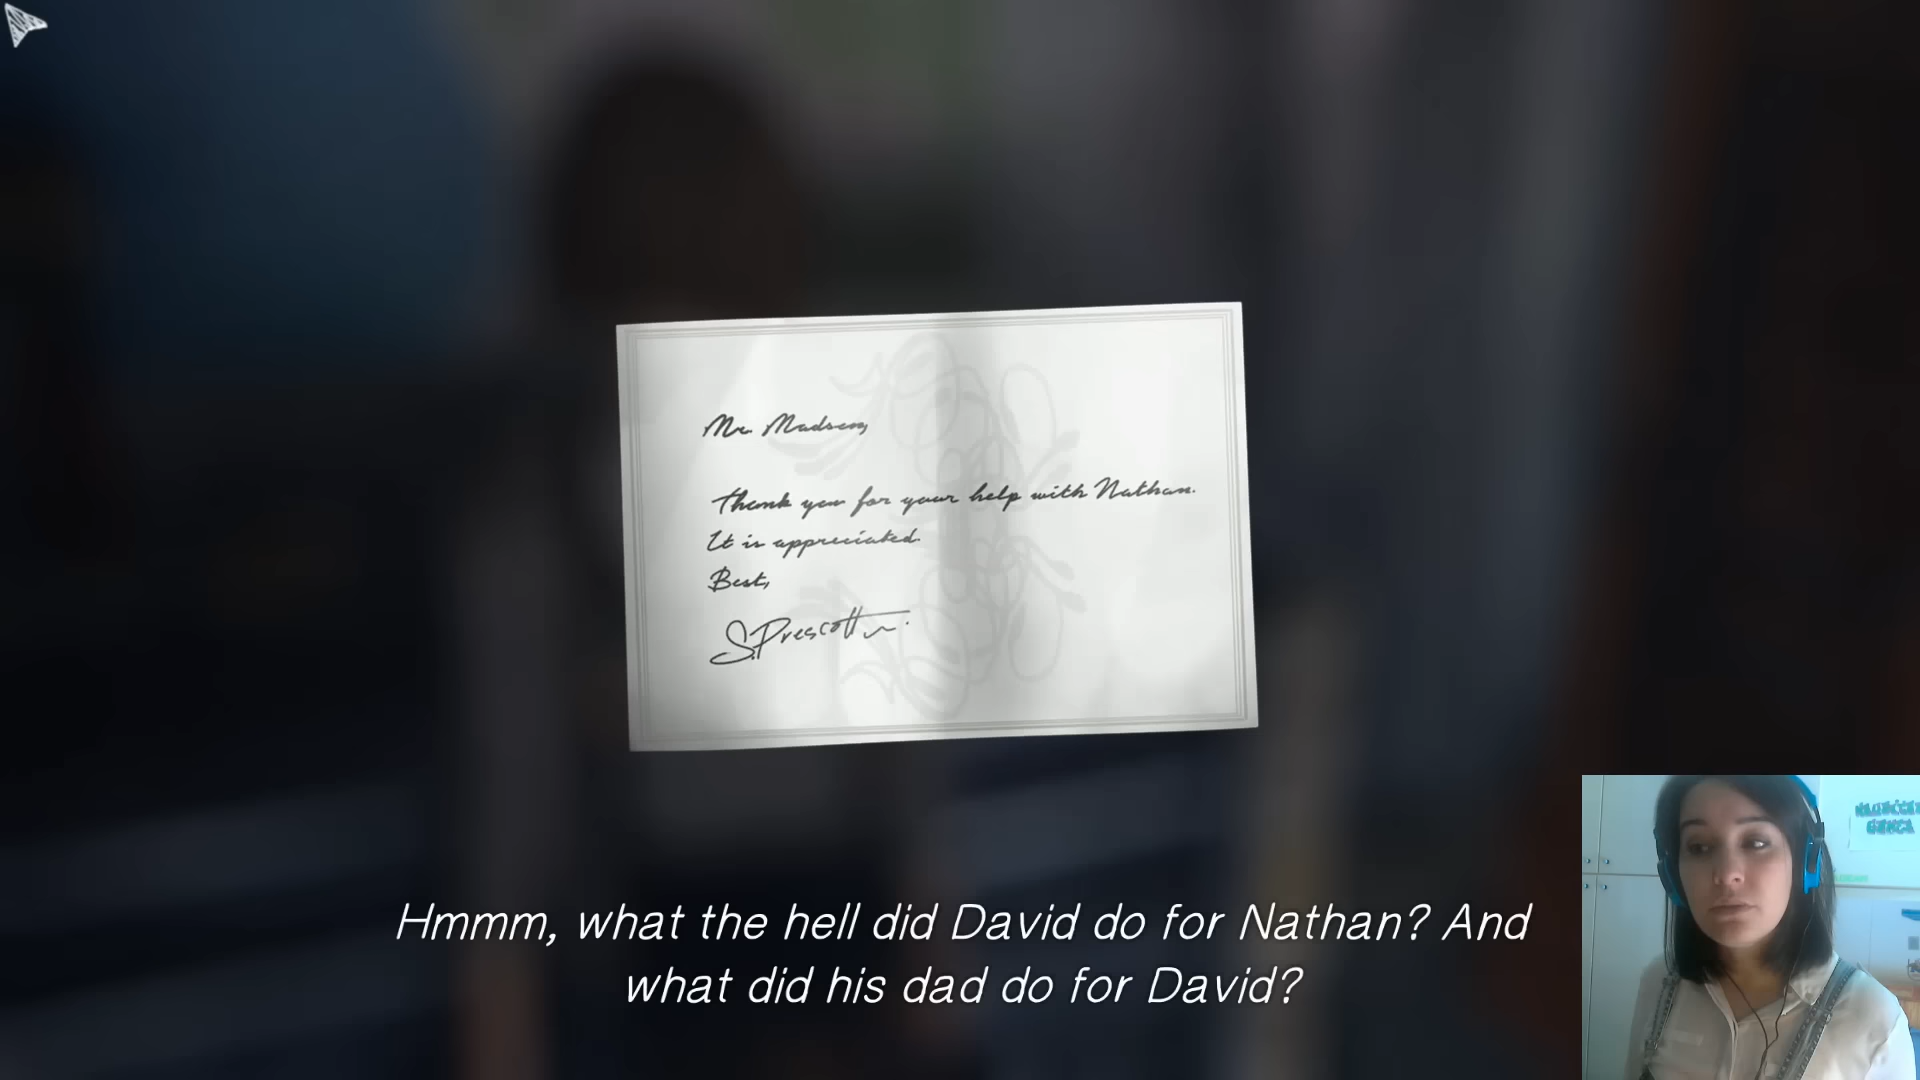 Mr. Madsen,
Thank you for your help with Nathan.
It is appreciated.
Best,
S.Prescott
Hmmm, what the hell did David do for Nathan? And
what did his dad do for David?